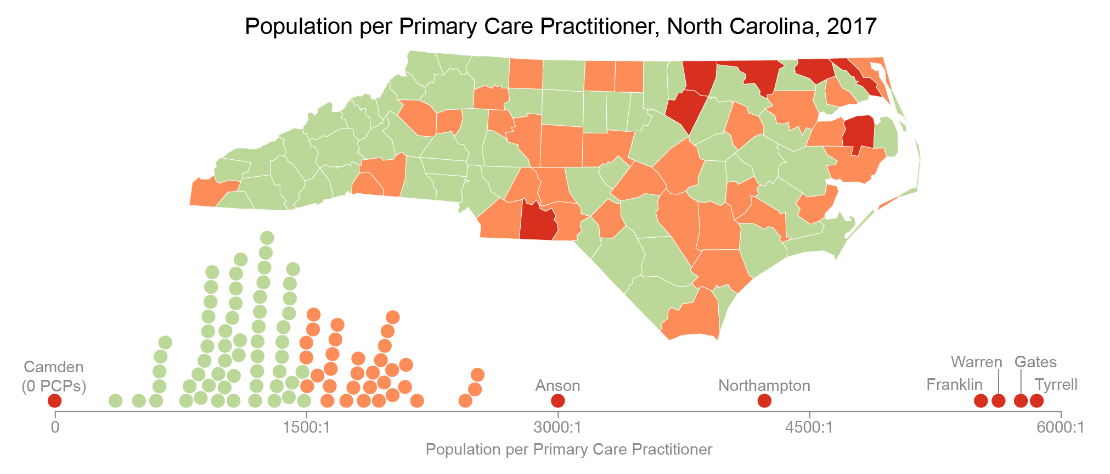 Population per Primary Care Practitioner, North Carolina, 2017
Camden
(0 PCPs)
Anson
Northampton
Warren
Gates
Franklin
Tyrrell
0
1500:1
3000:1
4500:1
6000:1
Population per Primary Care Practitioner